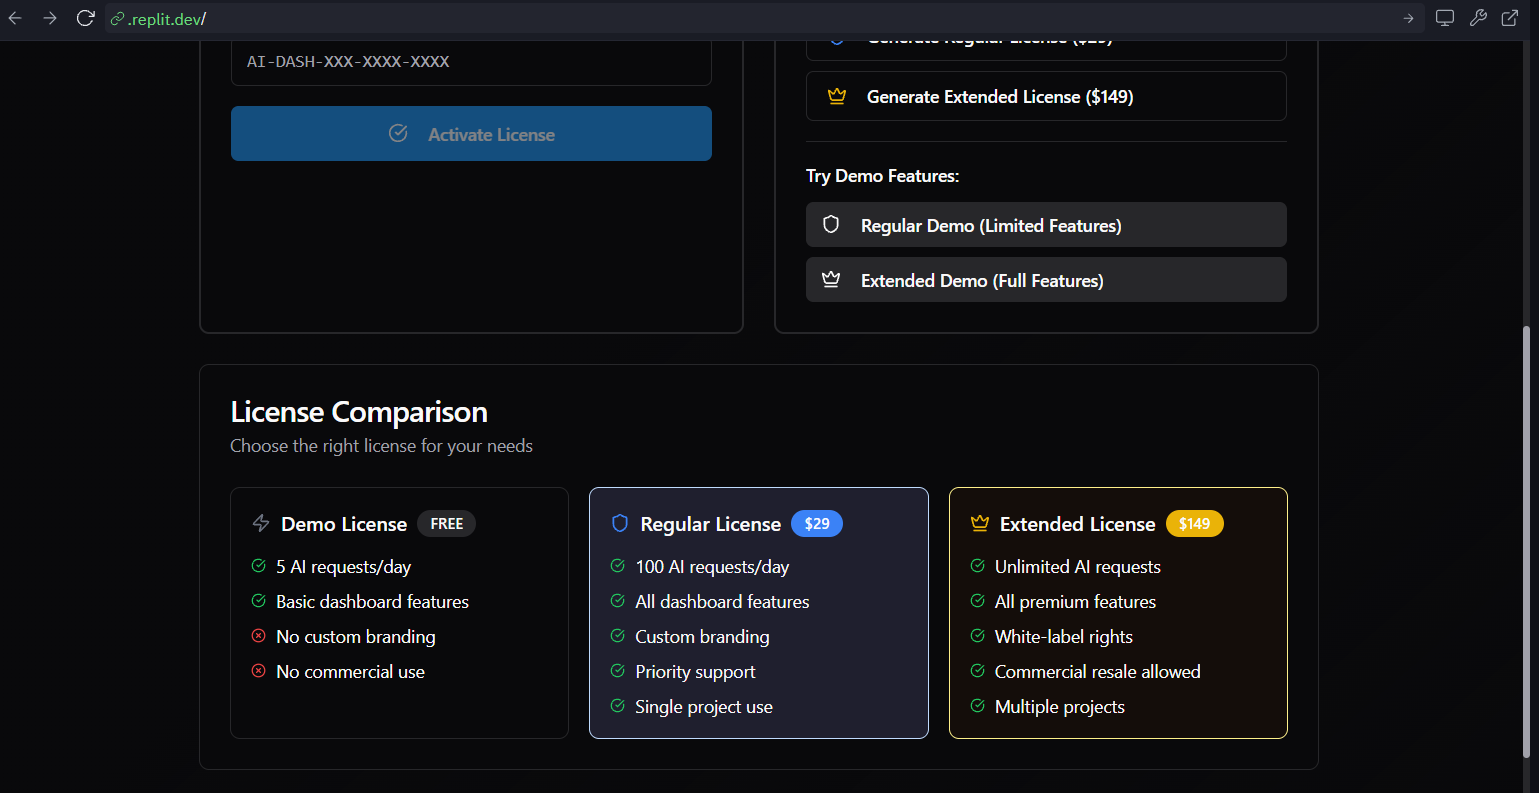 .replit.dev/
AI-DASH-XXX-XXXX-XXXX
Activate License
Generate Regular License ($29)
Generate Extended License ($149)
Try Demo Features:
Regular Demo (Limited Features)
Extended Demo (Full Features)
License Comparison
Choose the right license for your needs
Demo License FREE
5 AI requests/day
Basic dashboard features
No custom branding
No commercial use
Regular License $29
100 AI requests/day
All dashboard features
Custom branding
Priority support
Single project use
Extended License $149
Unlimited AI requests
All premium features
White-label rights
Commercial resale allowed
Multiple projects